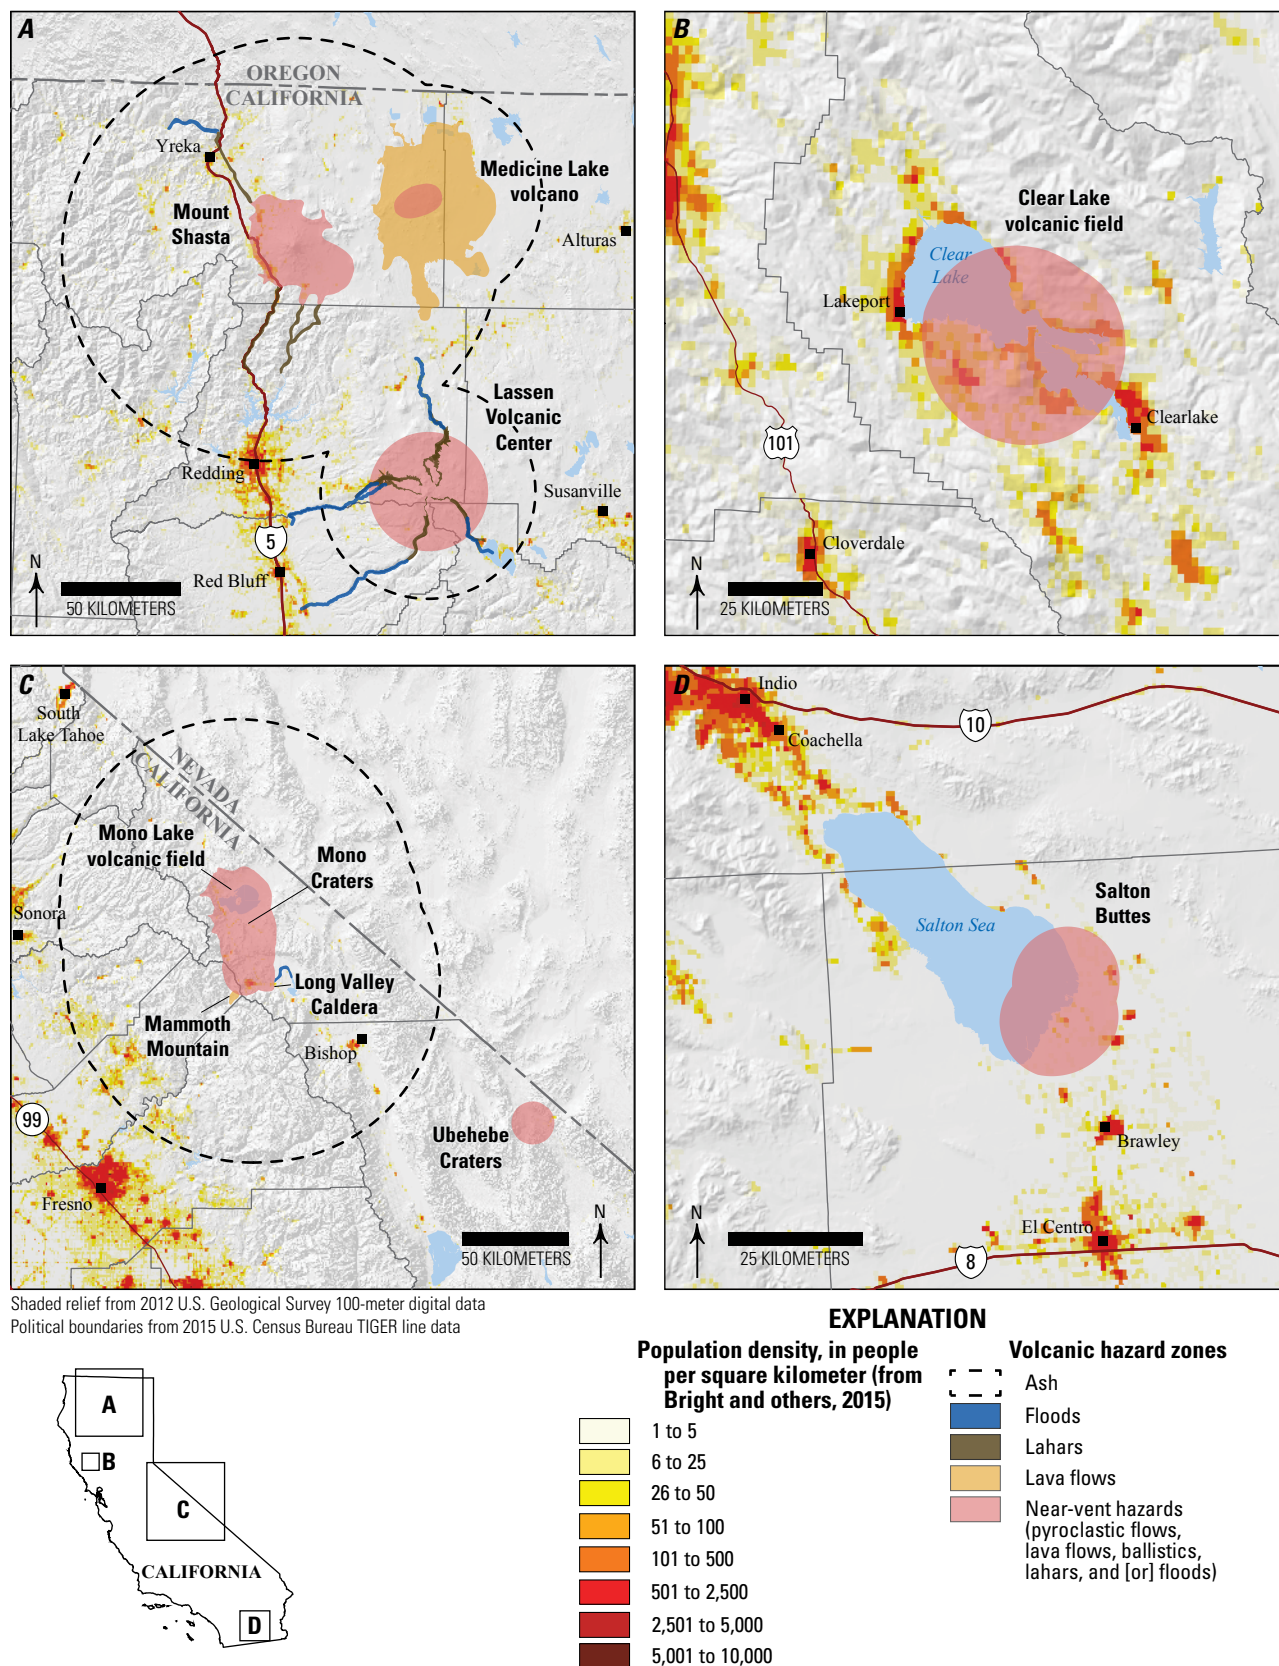 A
OREGON
CALIFORNIA
Yreka
Medicine Lake
volcano
Mount
Shasta
Alturas
Lassen
Volcanic
Center
Redding
Susanville
5
N
Red Bluff
50 KILOMETERS
B
Clear Lake
volcanic field
Clear
Lake
Lakeport
Clearlake
101
Cloverdale
N
25 KILOMETERS
C
South
Lake Tahoe
NEVADA
CALIFORNIA
Mono Lake
volcanic field
Mono
Craters
Sonora
Long Valley
Caldera
Mammoth
Mountain
Bishop
99
Ubehebe
Craters
Fresno
N
50 KILOMETERS
D
Indio
10
Coachella
Salton
Buttes
Salton Sea
Brawley
N
El Centro
25 KILOMETERS
8
Shaded relief from 2012 U.S. Geological Survey 100-meter digital data
Political boundaries from 2015 U.S. Census Bureau TIGER line data
A
B
C
CALIFORNIA
D
EXPLANATION
Population density, in people
per square kilometer (from
Bright and others, 2015)
1 to 5
6 to 25
26 to 50
51 to 100
101 to 500
501 to 2,500
2,501 to 5,000
5,001 to 10,000
Volcanic hazard zones
Ash
Floods
Lahars
Lava flows
Near-vent hazards
(pyroclastic flows,
lava flows, ballistics,
lahars, and [or] floods)